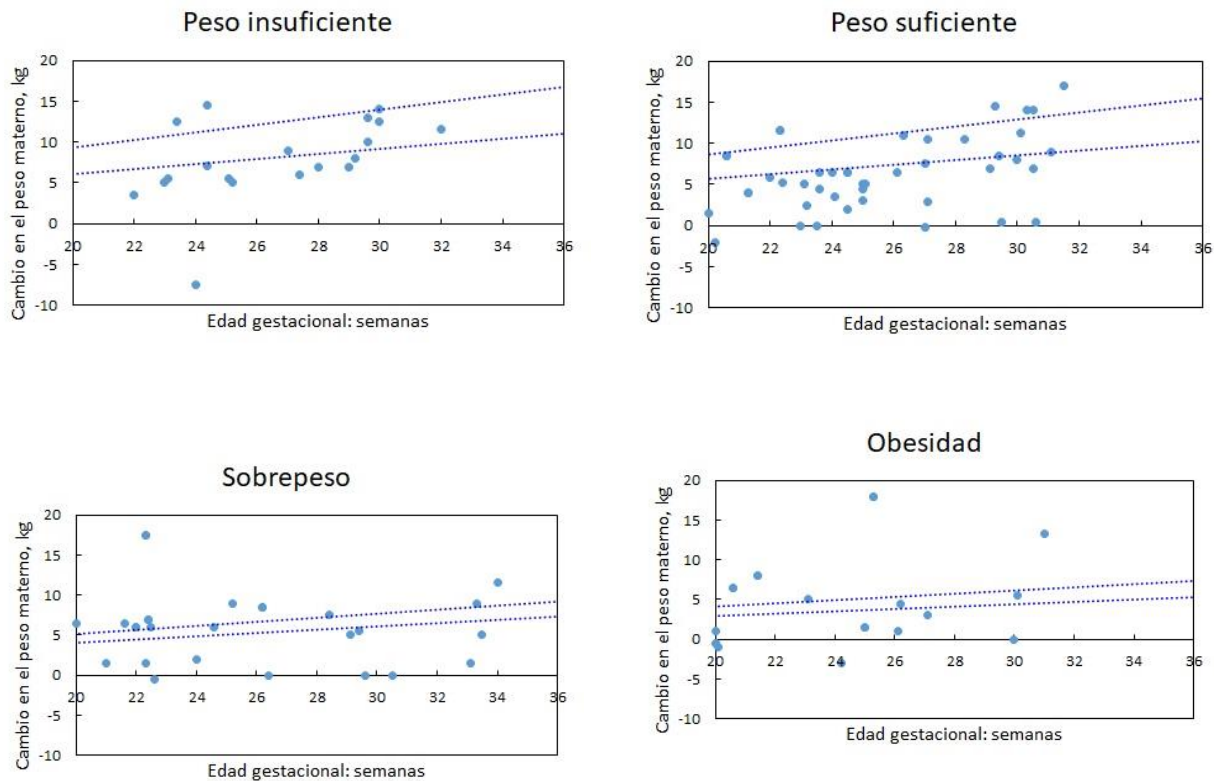 Peso insuficiente
Cambio en el peso materno, kg
20
15
10
5
0
-5
-10
20 22 24 26 28 30 32 34 36
Edad gestacional: semanas
Peso suficiente
Cambio en el peso materno, kg
20
15
10
5
0
-5
-10
20 22 24 26 28 30 32 34 36
Edad gestacional: semanas
Sobrepeso
Cambio en el peso materno, kg
20
15
10
5
0
-5
-10
20 22 24 26 28 30 32 34 36
Edad gestacional: semanas
Obesidad
Cambio en el peso materno, kg
20
15
10
5
0
-5
-10
20 22 24 26 28 30 32 34 36
Edad gestacional: semanas